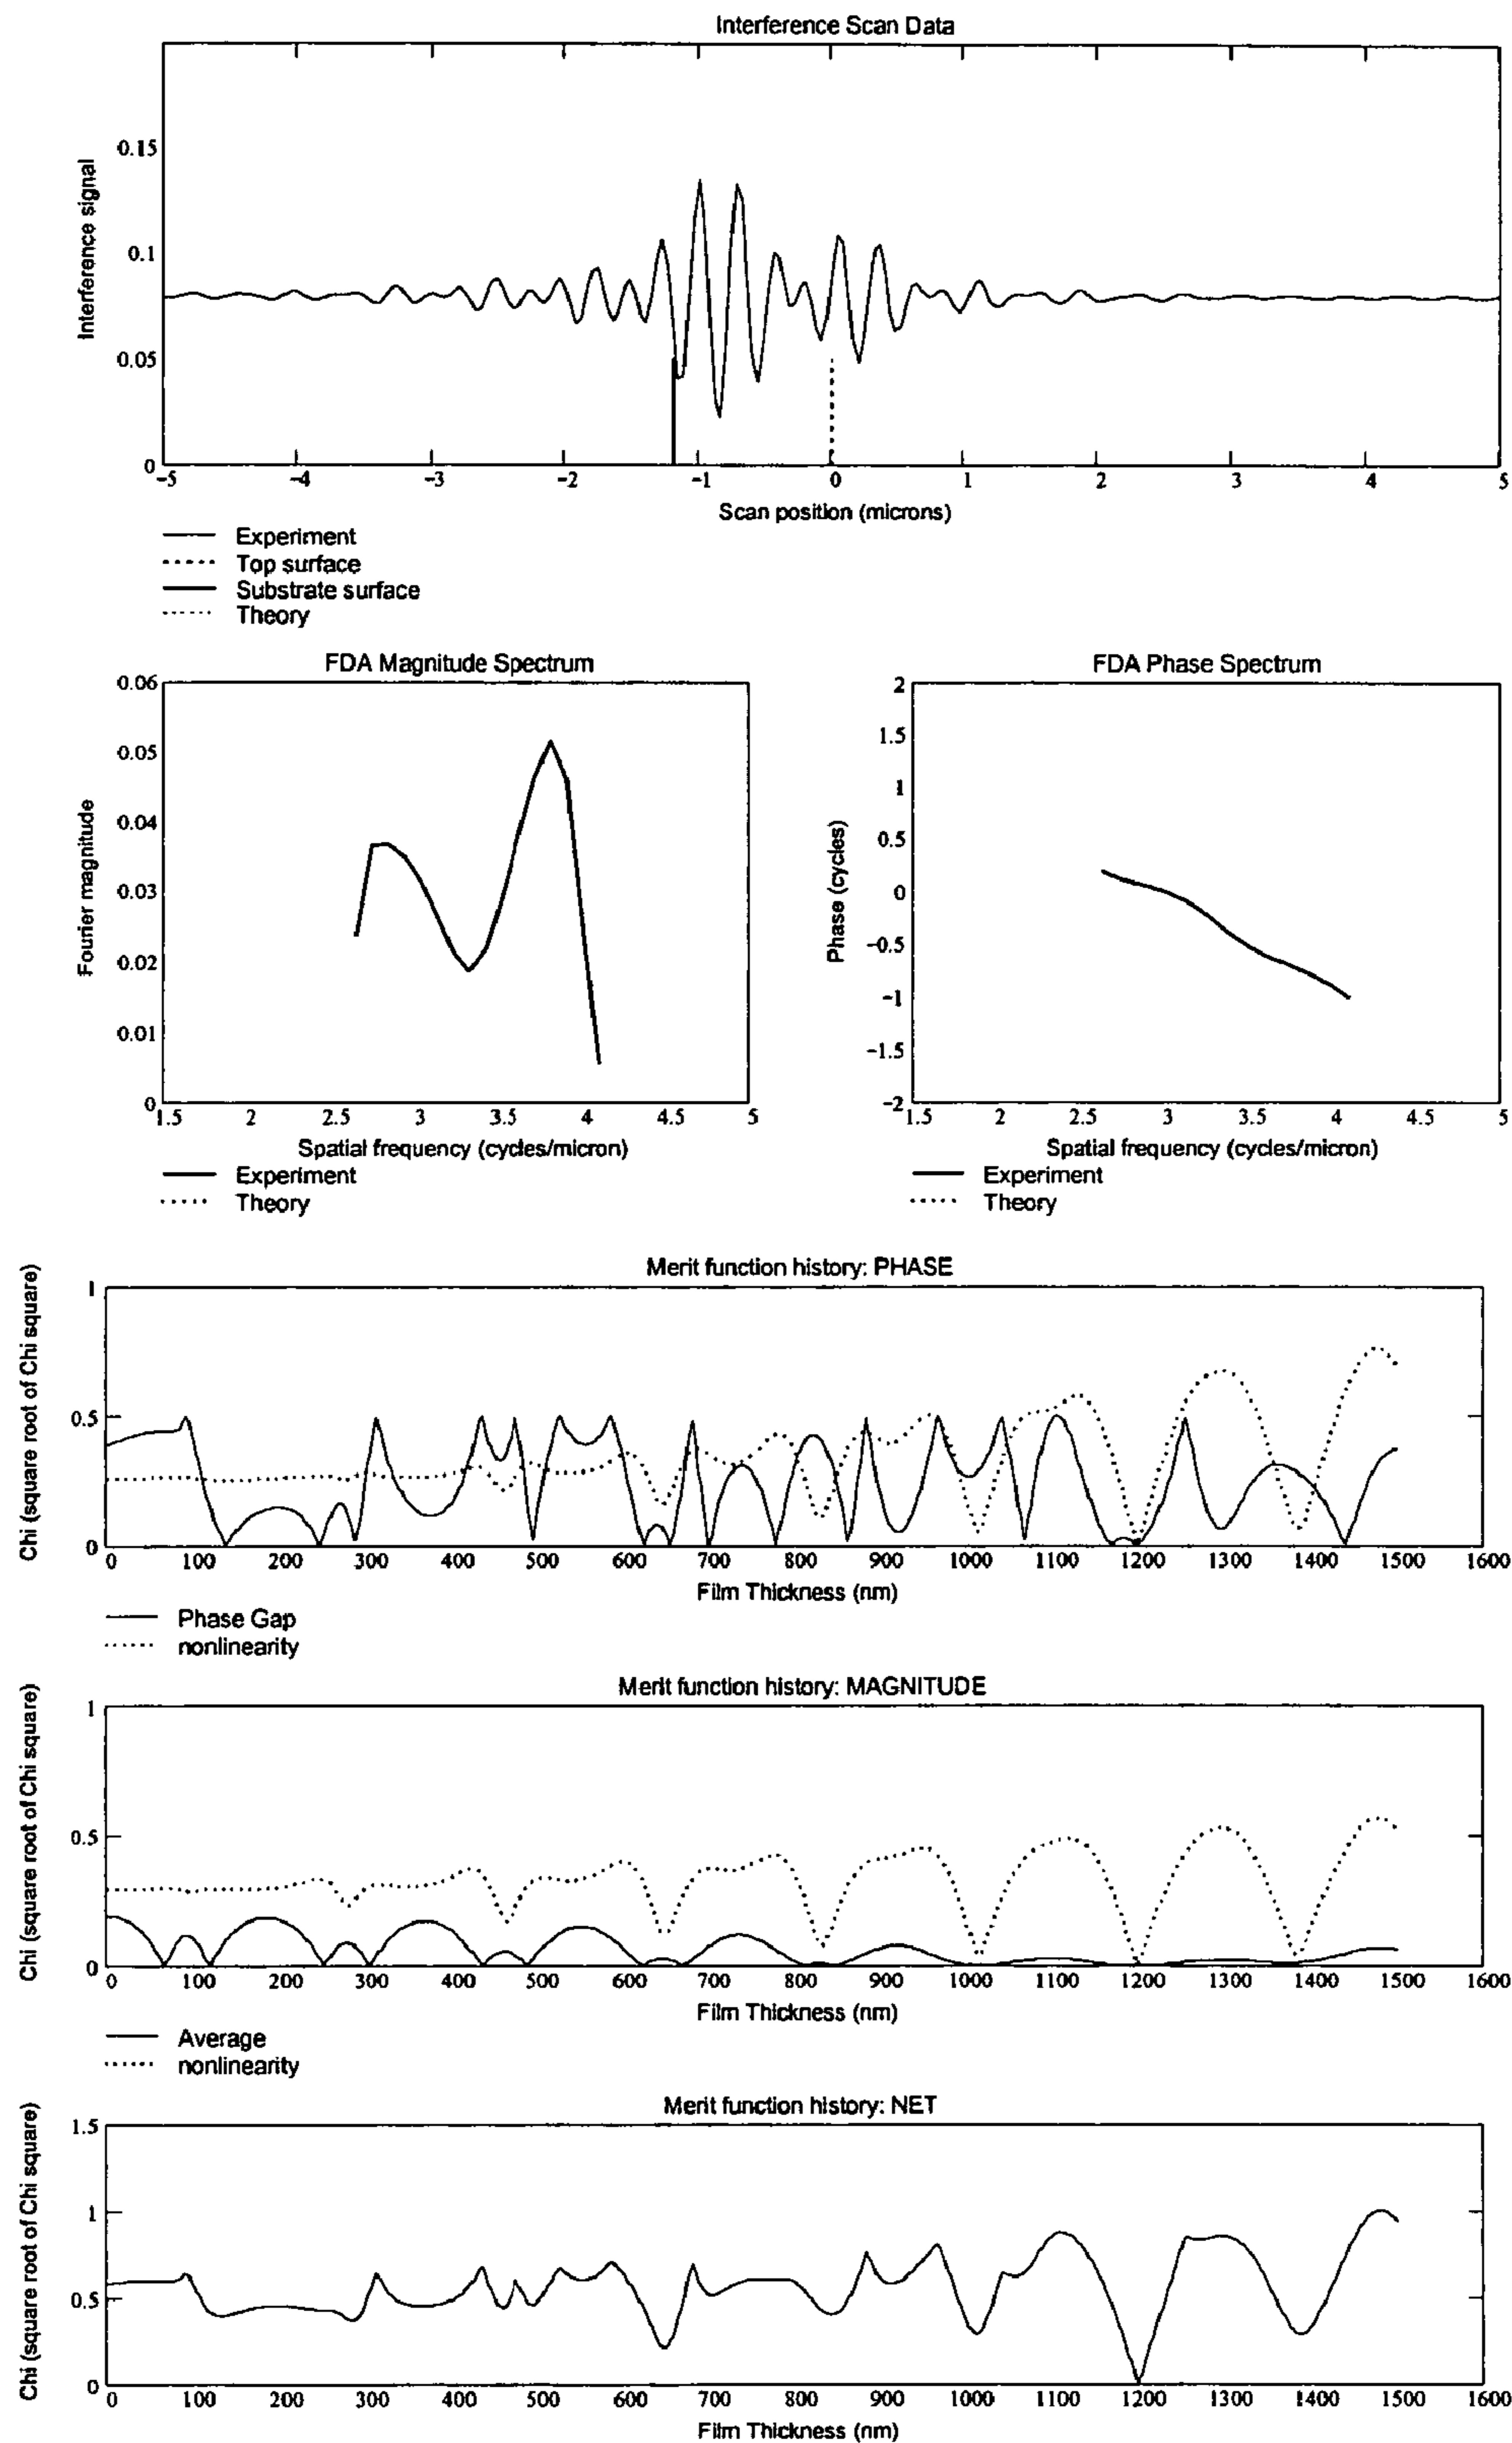 Interference Scan Data
Interference signal
0.15
0.1
0.05
0
-5 -4 -3 -2 -1 0 1 2 3 4 5
Scan position (microns)
Experiment
Top surface
Substrate surface
Theory
FDA Magnitude Spectrum
Fourier magnitude
0.06
0.05
0.04
0.03
0.02
0.01
0
1.5 2 2.5 3 3.5 4 4.5 5
Spatial frequency (cycles/micron)
Experiment
Theory
FDA Phase Spectrum
Phase (cycles)
2
1.5
1
0.5
0
-0.5
-1
-1.5
-2
1.5 2 2.5 3 3.5 4 4.5 5
Spatial frequency (cycles/micron)
Experiment
Theory
Merit function history: PHASE
Chi (square root of Chi square)
1
0.5
0
0 100 200 300 400 500 600 700 800 900 1000 1100 1200 1300 1400 1500 1600
Film Thickness (nm)
Phase Gap
nonlinearity
Merit function history: MAGNITUDE
Chi (square root of Chi square)
1
0.5
0
0 100 200 300 400 500 600 700 800 900 1000 1100 1200 1300 1400 1500 1600
Film Thickness (nm)
Average
nonlinearity
Merit function history: NET
Chi (square root of Chi square)
1.5
1
0.5
0
0 100 200 300 400 500 600 700 800 900 1000 1100 1200 1300 1400 1500 1600
Film Thickness (nm)